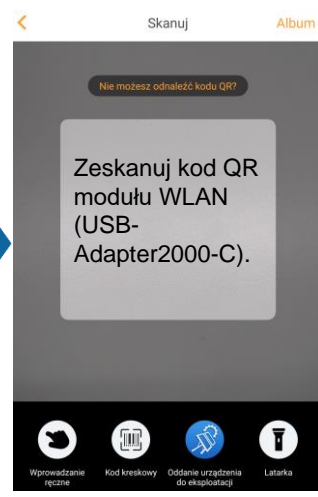 Skanuj
Album
Nie możesz odnaleźć kodu QR?
Zeskanuj kod QR
modułu WLAN
(USB-
Adapter2000-C).
Wprowadzanie
ręczne
Kod kreskowy
Oddanie urządzenia
do eksploatacji
Latarka